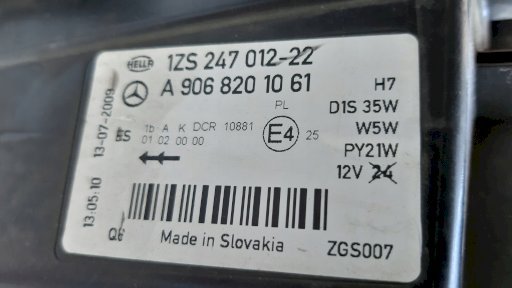 HELLA 1ZS 247 012-22
A 906 820 10 61
H7
D1S 35W
W5W
PY21W
12V 24
PL
1b A K DCR 10881
01 02 00 00
E4 25
13:05:10 13-07-2009
Made in Slovakia
ZGS007